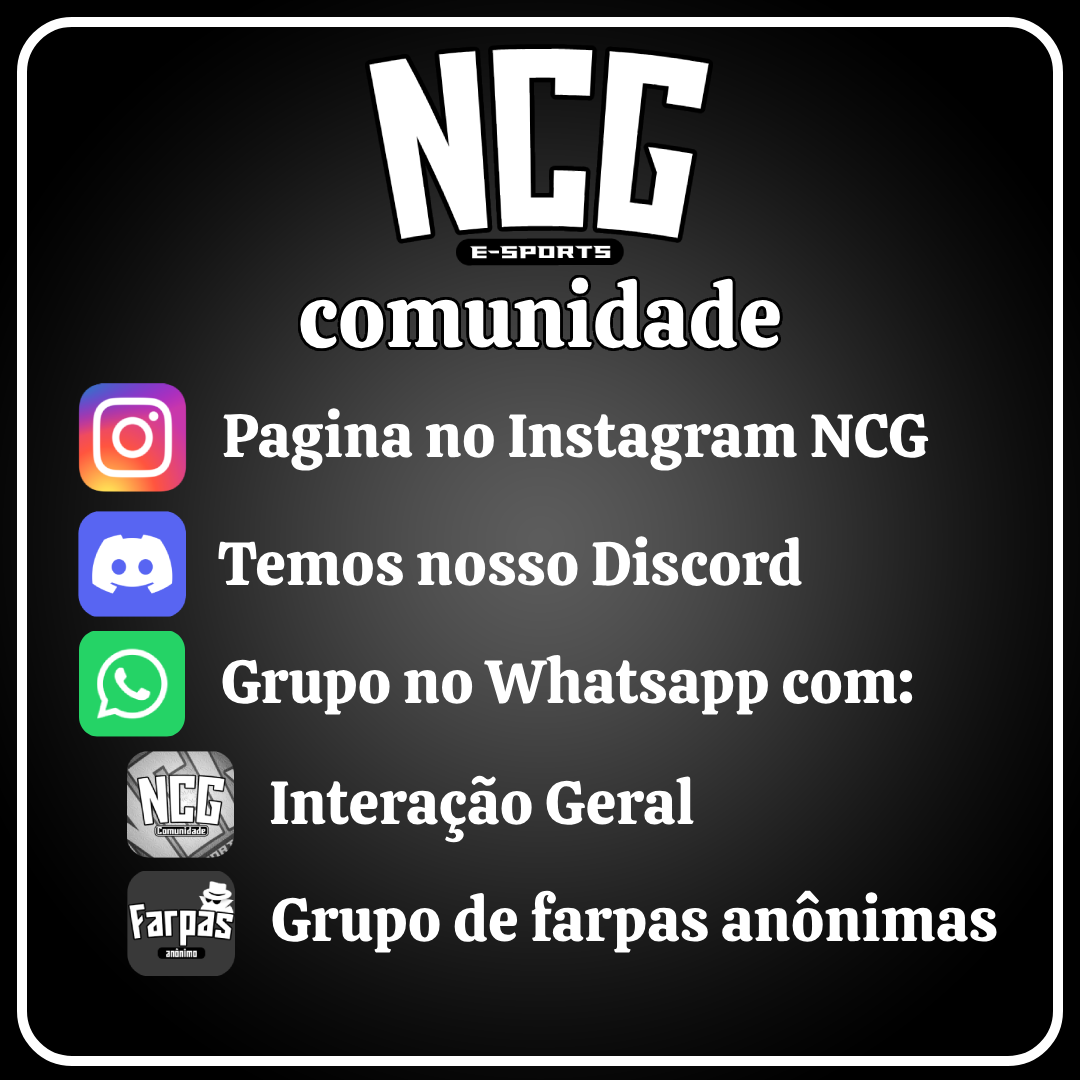 NCG
E-SPORTS
comunidade
Pagina no Instagram NCG
Temos nosso Discord
Grupo no Whatsapp com:
NCG
Comunidade
Interação Geral
Farpas
anônimo
Grupo de farpas anônimas